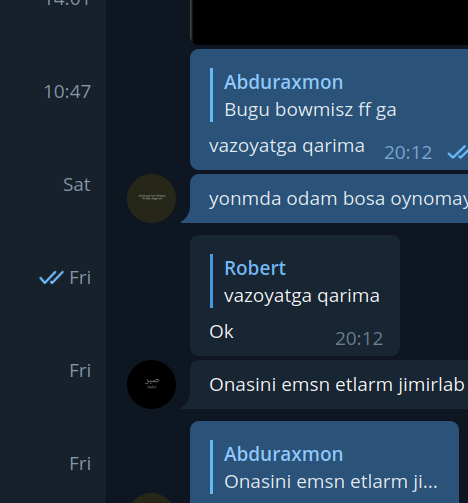 14:01
10:47
Sat
Fri
Fri
Fri
Abduraxmon
Bugu bowmisz ff ga
vazoyatga qarima 20:12
yonmda odam bosa oynomay
Robert
vazoyatga qarima
Ok 20:12
Onasini emsn etlarm jimirlab
Abduraxmon
Onasini emsn etlarm ji...